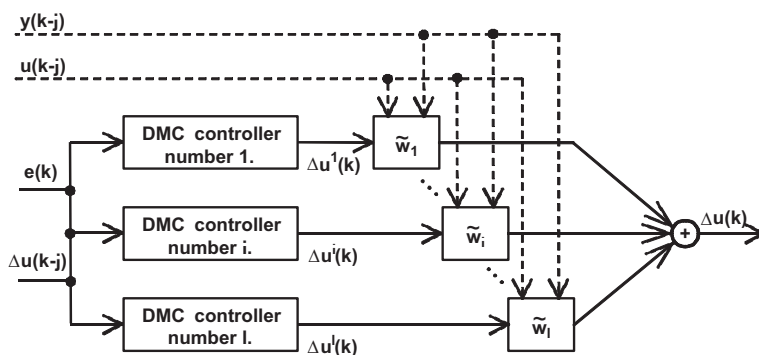 y(k-j)
u(k-j)
DMC controller
number 1.
Δu¹(k)
w̃₁
e(k)
DMC controller
number i.
Δuⁱ(k)
w̃ᵢ
Δu(k)
+
Δu(k-j)
DMC controller
number l.
Δuˡ(k)
w̃ₗ